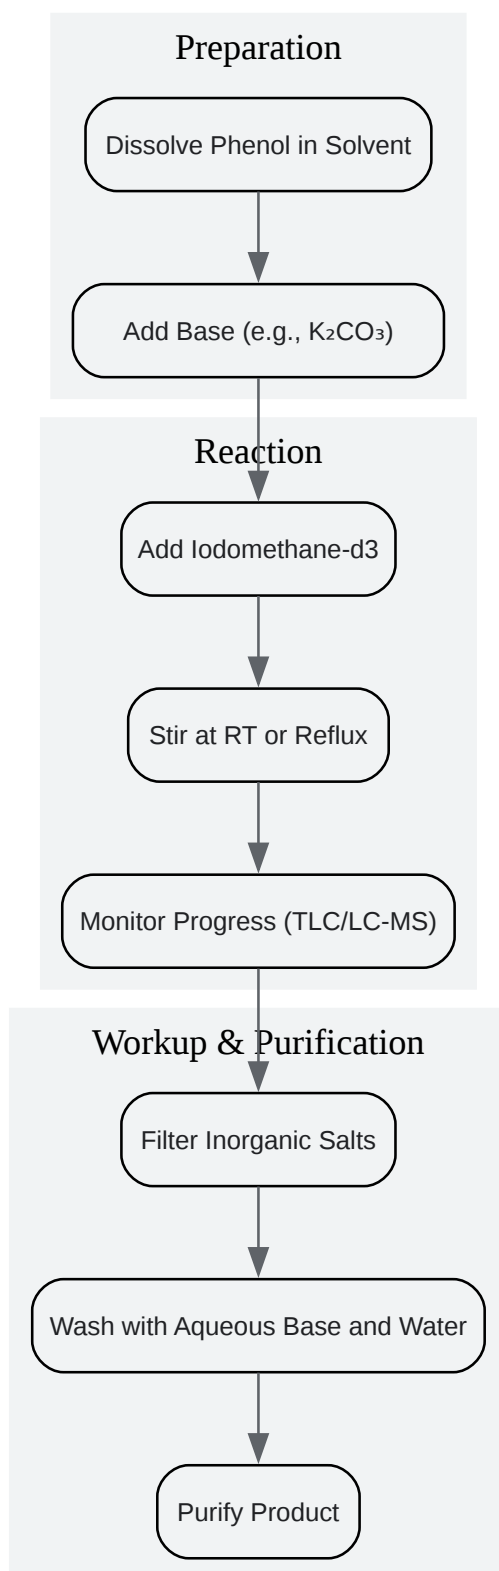 Preparation
Dissolve Phenol in Solvent
Add Base (e.g., K₂CO₃)
Reaction
Add Iodomethane-d3
Stir at RT or Reflux
Monitor Progress (TLC/LC-MS)
Workup & Purification
Filter Inorganic Salts
Wash with Aqueous Base and Water
Purify Product